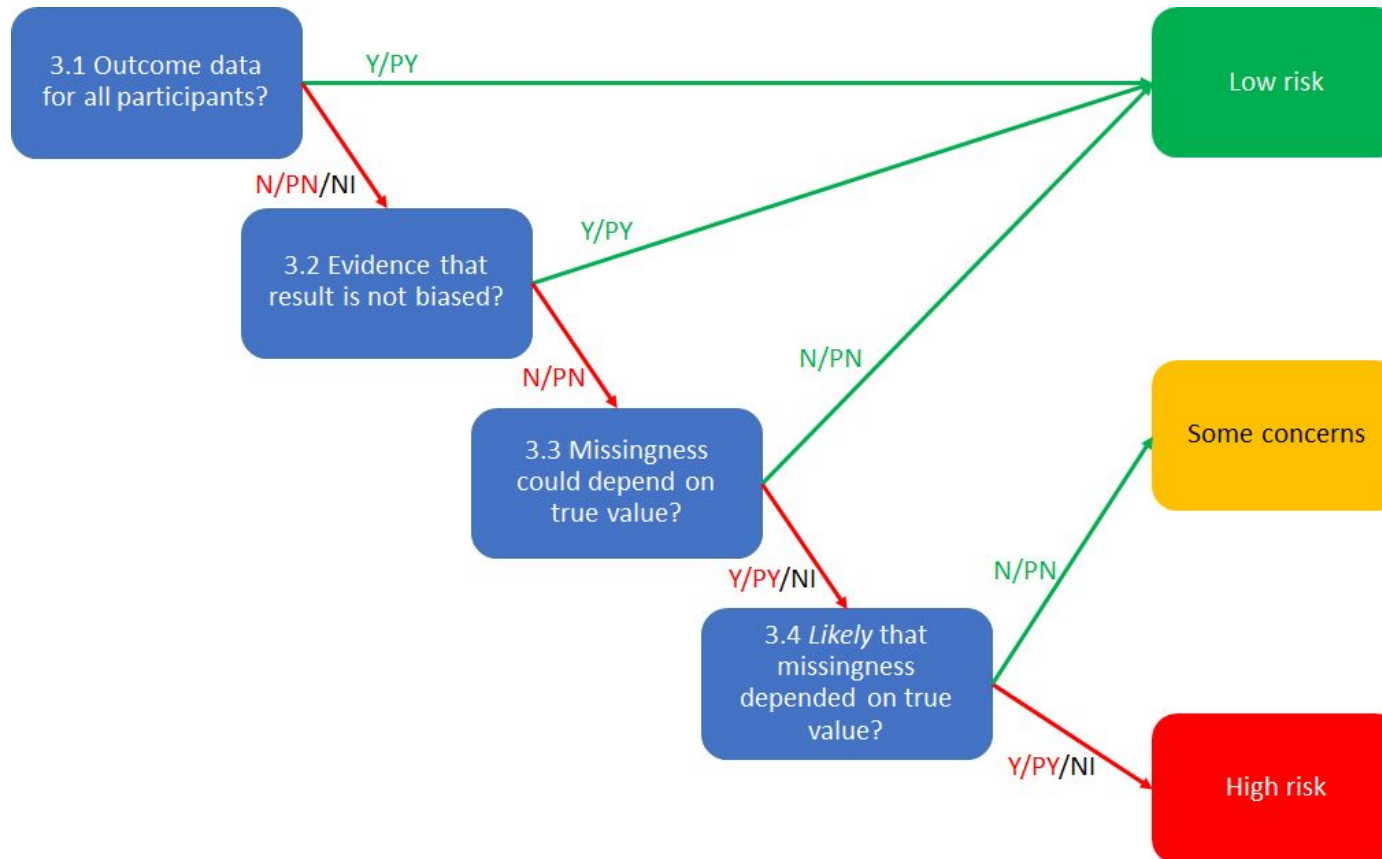 3.1 Outcome data
for all participants?
Y/PY
Low risk
N/PN/NI
3.2 Evidence that
result is not biased?
Y/PY
N/PN
3.3 Missingness
could depend on
true value?
N/PN
Some concerns
Y/PY/NI
3.4 Likely that
missingness
depended on true
value?
N/PN
Y/PY/NI
High risk